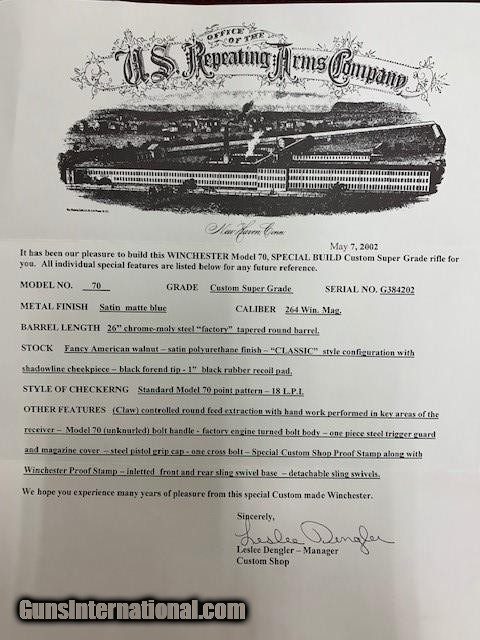 OFFICE
OF THE
U.S. Repeating Arms Company
New Haven, Conn.
May 7, 2002
It has been our pleasure to build this WINCHESTER Model 70, SPECIAL BUILD Custom Super Grade rifle for
you. All individual special features are listed below for any future reference.
MODEL NO. 70 GRADE Custom Super Grade SERIAL NO. G384202
METAL FINISH Satin matte blue CALIBER 264 Win. Mag.
BARREL LENGTH 26” chrome-moly steel “factory” tapered round barrel.
STOCK Fancy American walnut – satin polyurethane finish – “CLASSIC” style configuration with
shadowline cheekpiece – black forend tip - 1” black rubber recoil pad.
STYLE OF CHECKERNG Standard Model 70 point pattern – 18 L.P.I.
OTHER FEATURES (Claw) controlled round feed extraction with hand work performed in key areas of the
receiver – Model 70 (unknurled) bolt handle - factory engine turned bolt body – one piece steel trigger guard
and magazine cover – steel pistol grip cap - one cross bolt – Special Custom Shop Proof Stamp along with
Winchester Proof Stamp – inletted front and rear sling swivel base – detachable sling swivels.
We hope you experience many years of pleasure from this special Custom made Winchester.
Sincerely,
Leslee Dengler
Leslee Dengler – Manager
Custom Shop
GunsInternational.com